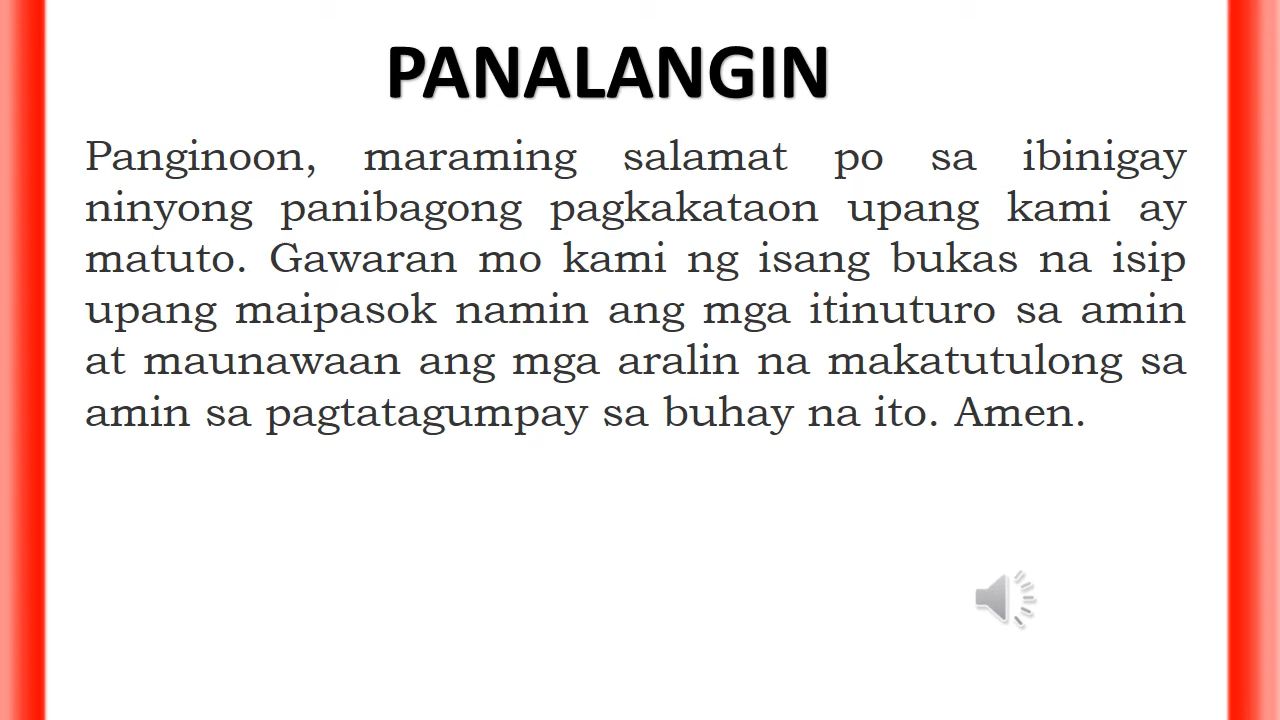 PANALANGIN
Panginoon, maraming salamat po sa ibinigay
ninyong panibagong pagkakataon upang kami ay
matuto. Gawaran mo kami ng isang bukas na isip
upang maipasok namin ang mga itinuturo sa amin
at maunawaan ang mga aralin na makatutulong sa
amin sa pagtatagumpay sa buhay na ito. Amen.